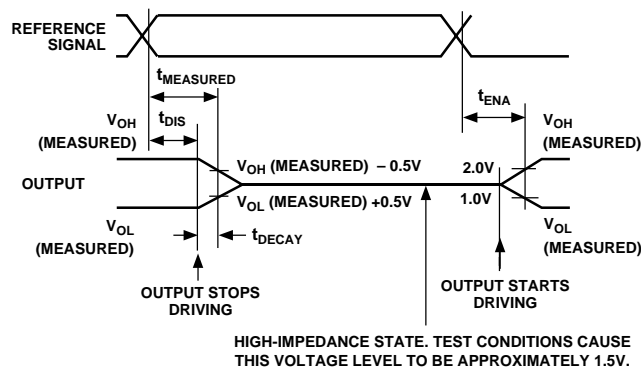 REFERENCE
SIGNAL
tMEASURED
tENA
tDIS
VOH
(MEASURED)
VOH
(MEASURED)
VOH (MEASURED) – 0.5V
2.0V
OUTPUT
VOL (MEASURED) +0.5V
1.0V
VOL
(MEASURED)
tDECAY
VOL
(MEASURED)
OUTPUT STOPS
DRIVING
OUTPUT STARTS
DRIVING
HIGH-IMPEDANCE STATE. TEST CONDITIONS CAUSE
THIS VOLTAGE LEVEL TO BE APPROXIMATELY 1.5V.